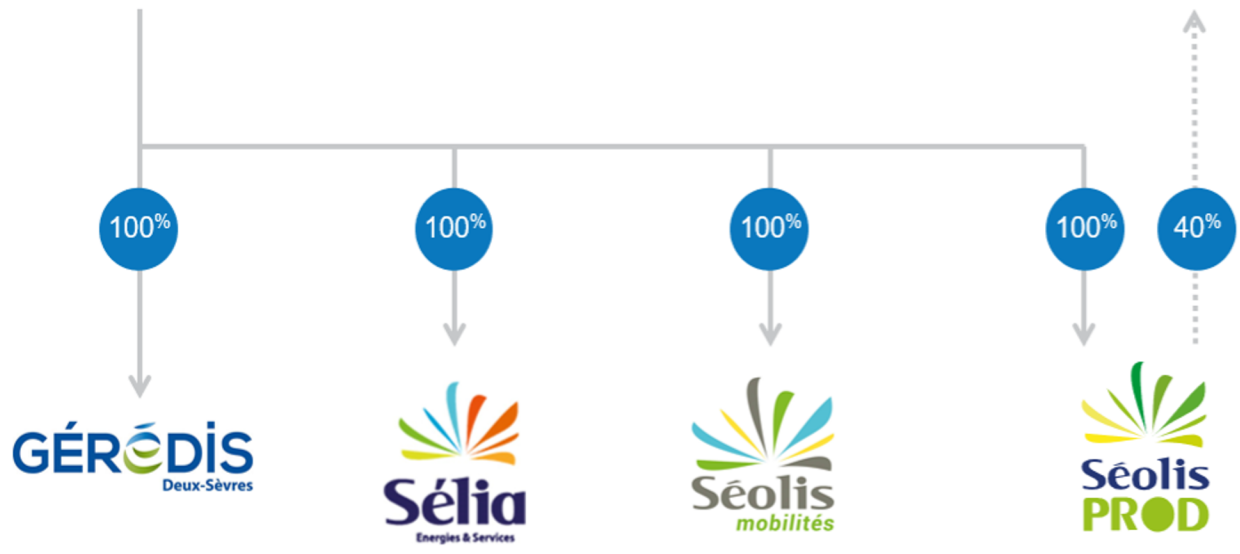 100%
100%
100%
100%
40%
GÉRÉDIS
Deux-Sèvres
Sélia
Energies & Services
Séolis
mobilités
Séolis
PROD